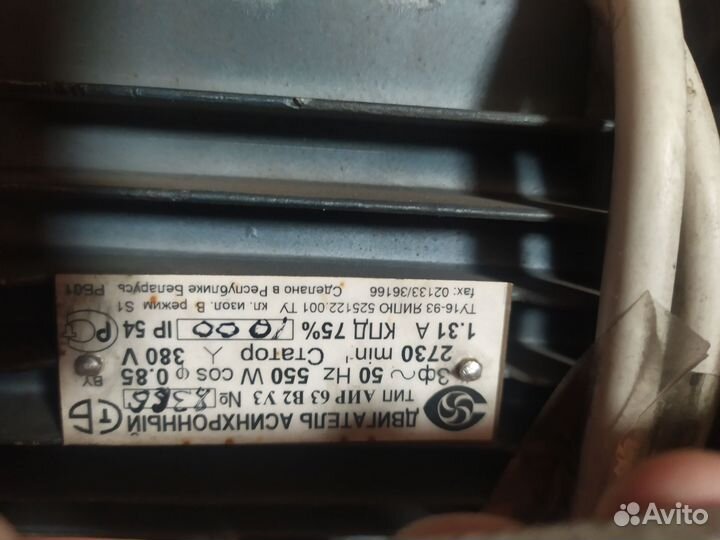 ДВИГАТЕЛЬ АСИНХРОННЫЙ
ТИП АИР 63 В2 У3 №
BY
3ф~ 50 Hz 550 W cos φ 0.85
2730 min⁻¹ Статор Y 380 V
1.31 А КПД 75% IP 54
ТУ16-93 ЯИПЮ 525122.001 ТУ кл. изол. В режим S1
fax: 02133/36166 Сделано в Республике Беларусь РБ01
Avito